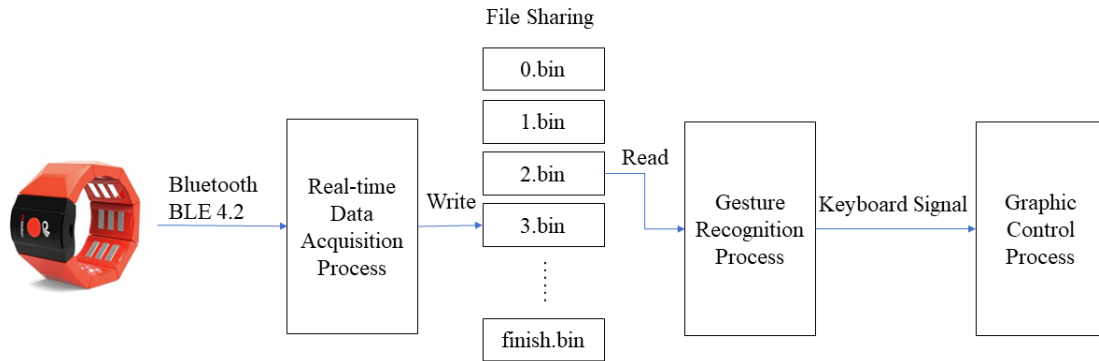 File Sharing
0.bin
1.bin
2.bin
3.bin
finish.bin
Bluetooth
BLE 4.2
Real-time
Data
Acquisition
Process
Write
Read
Gesture
Recognition
Process
Keyboard Signal
Graphic
Control
Process